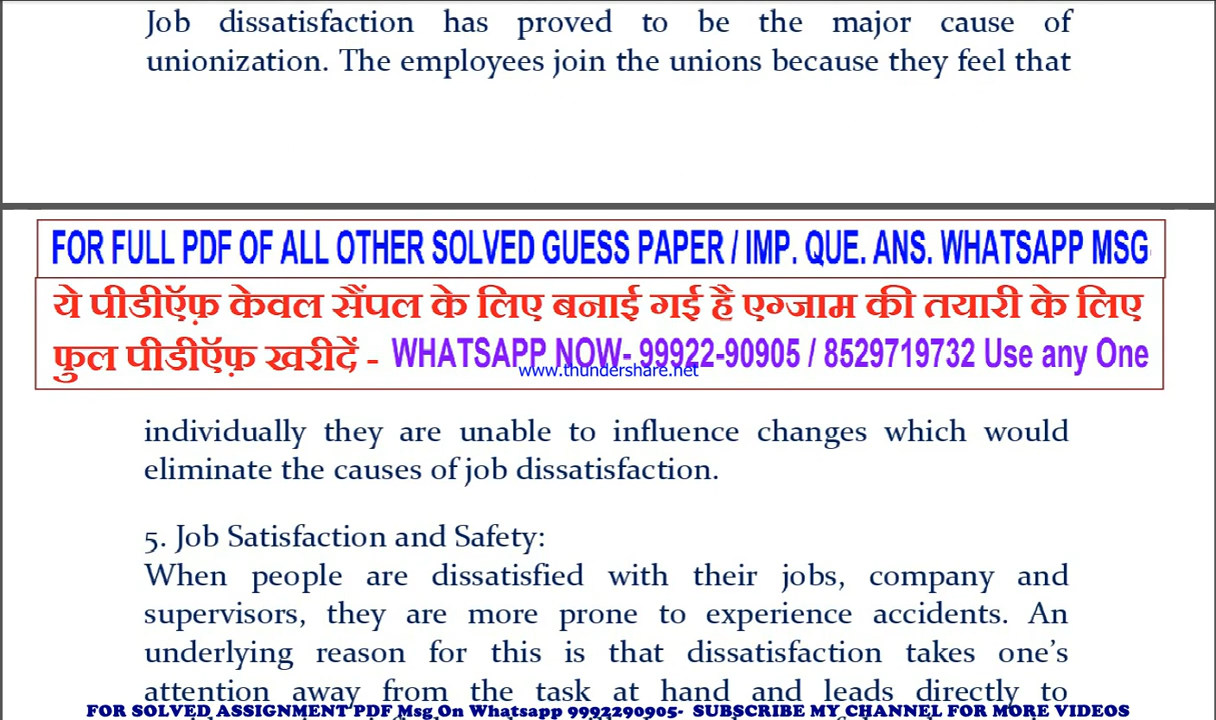 Job dissatisfaction has proved to be the major cause of
unionization. The employees join the unions because they feel that
FOR FULL PDF OF ALL OTHER SOLVED GUESS PAPER / IMP. QUE. ANS. WHATSAPP MSG
ये पीडीऍफ़ केवल सैंपल के लिए बनाई गई है एग्जाम की तयारी के लिए
फुल पीडीऍफ़ खरीदें - WHATSAPP NOW- 99922-90905 / 8529719732 Use any One
www.thundershare.net
individually they are unable to influence changes which would
eliminate the causes of job dissatisfaction.
5. Job Satisfaction and Safety:
When people are dissatisfied with their jobs, company and
supervisors, they are more prone to experience accidents. An
underlying reason for this is that dissatisfaction takes one’s
attention away from the task at hand and leads directly to
FOR SOLVED ASSIGNMENT PDF Msg On Whatsapp 9992290905- SUBSCRIBE MY CHANNEL FOR MORE VIDEOS